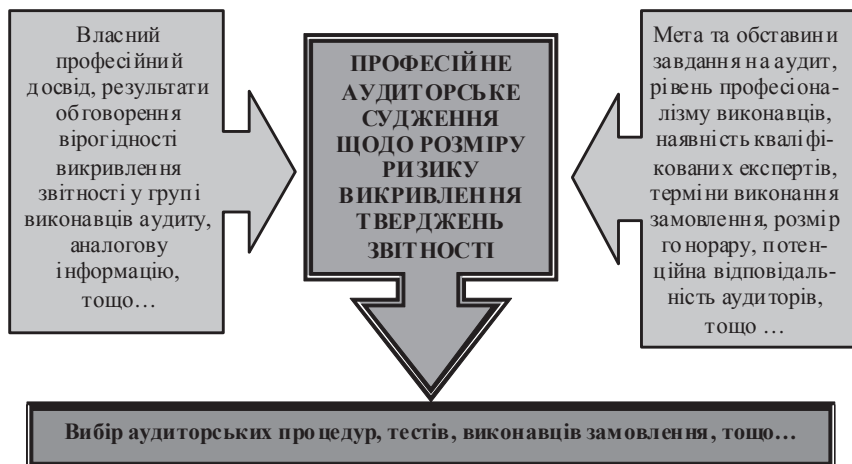 Власний
професійний
досвід, результати
обговорення
вірогідності
викривлення
звітності у групі
виконавців аудиту,
аналогову
інформацію,
тощо…
ПРОФЕСІЙНЕ
АУДИТОРСЬКЕ
СУДЖЕННЯ
ЩОДО РОЗМІРУ
РИЗИКУ
ВИКРИВЛЕННЯ
ТВЕРДЖЕНЬ
ЗВІТНОСТІ
Мета та обставини
завдання на аудит,
рівень професіона-
лізму виконавців,
наявність кваліфі-
кованих експертів,
терміни виконання
замовлення, розмір
гонорару, потен-
ційна відповідаль-
ність аудиторів,
тощо …
Вибір аудиторських процедур, тестів, виконавців замовлення, тощо…